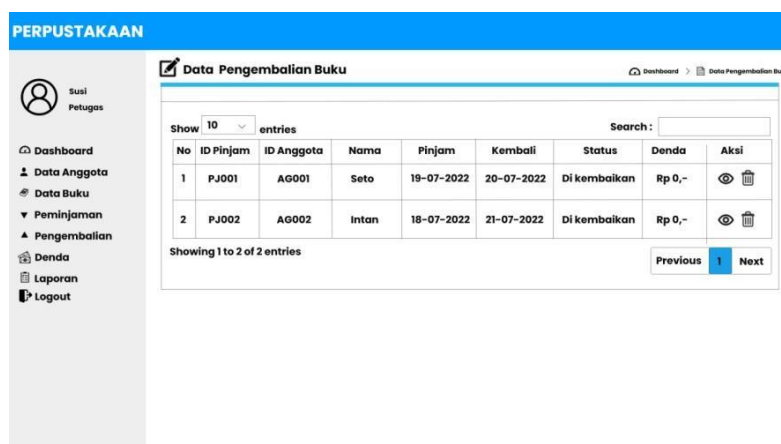 PERPUSTAKAAN
Susi
Petugas
Dashboard
Data Anggota
Data Buku
Peminjaman
Pengembalian
Denda
Laporan
Logout
Data Pengembalian Buku
Dashboard > Data Pengembalian Bu
Show 10 entries Search :
No ID Pinjam ID Anggota Nama Pinjam Kembali Status Denda Aksi
1 PJ001 AG001 Seto 19-07-2022 20-07-2022 Di kembaikan Rp 0,-
2 PJ002 AG002 Intan 18-07-2022 21-07-2022 Di kembaikan Rp 0,-
Showing 1 to 2 of 2 entries
Previous 1 Next